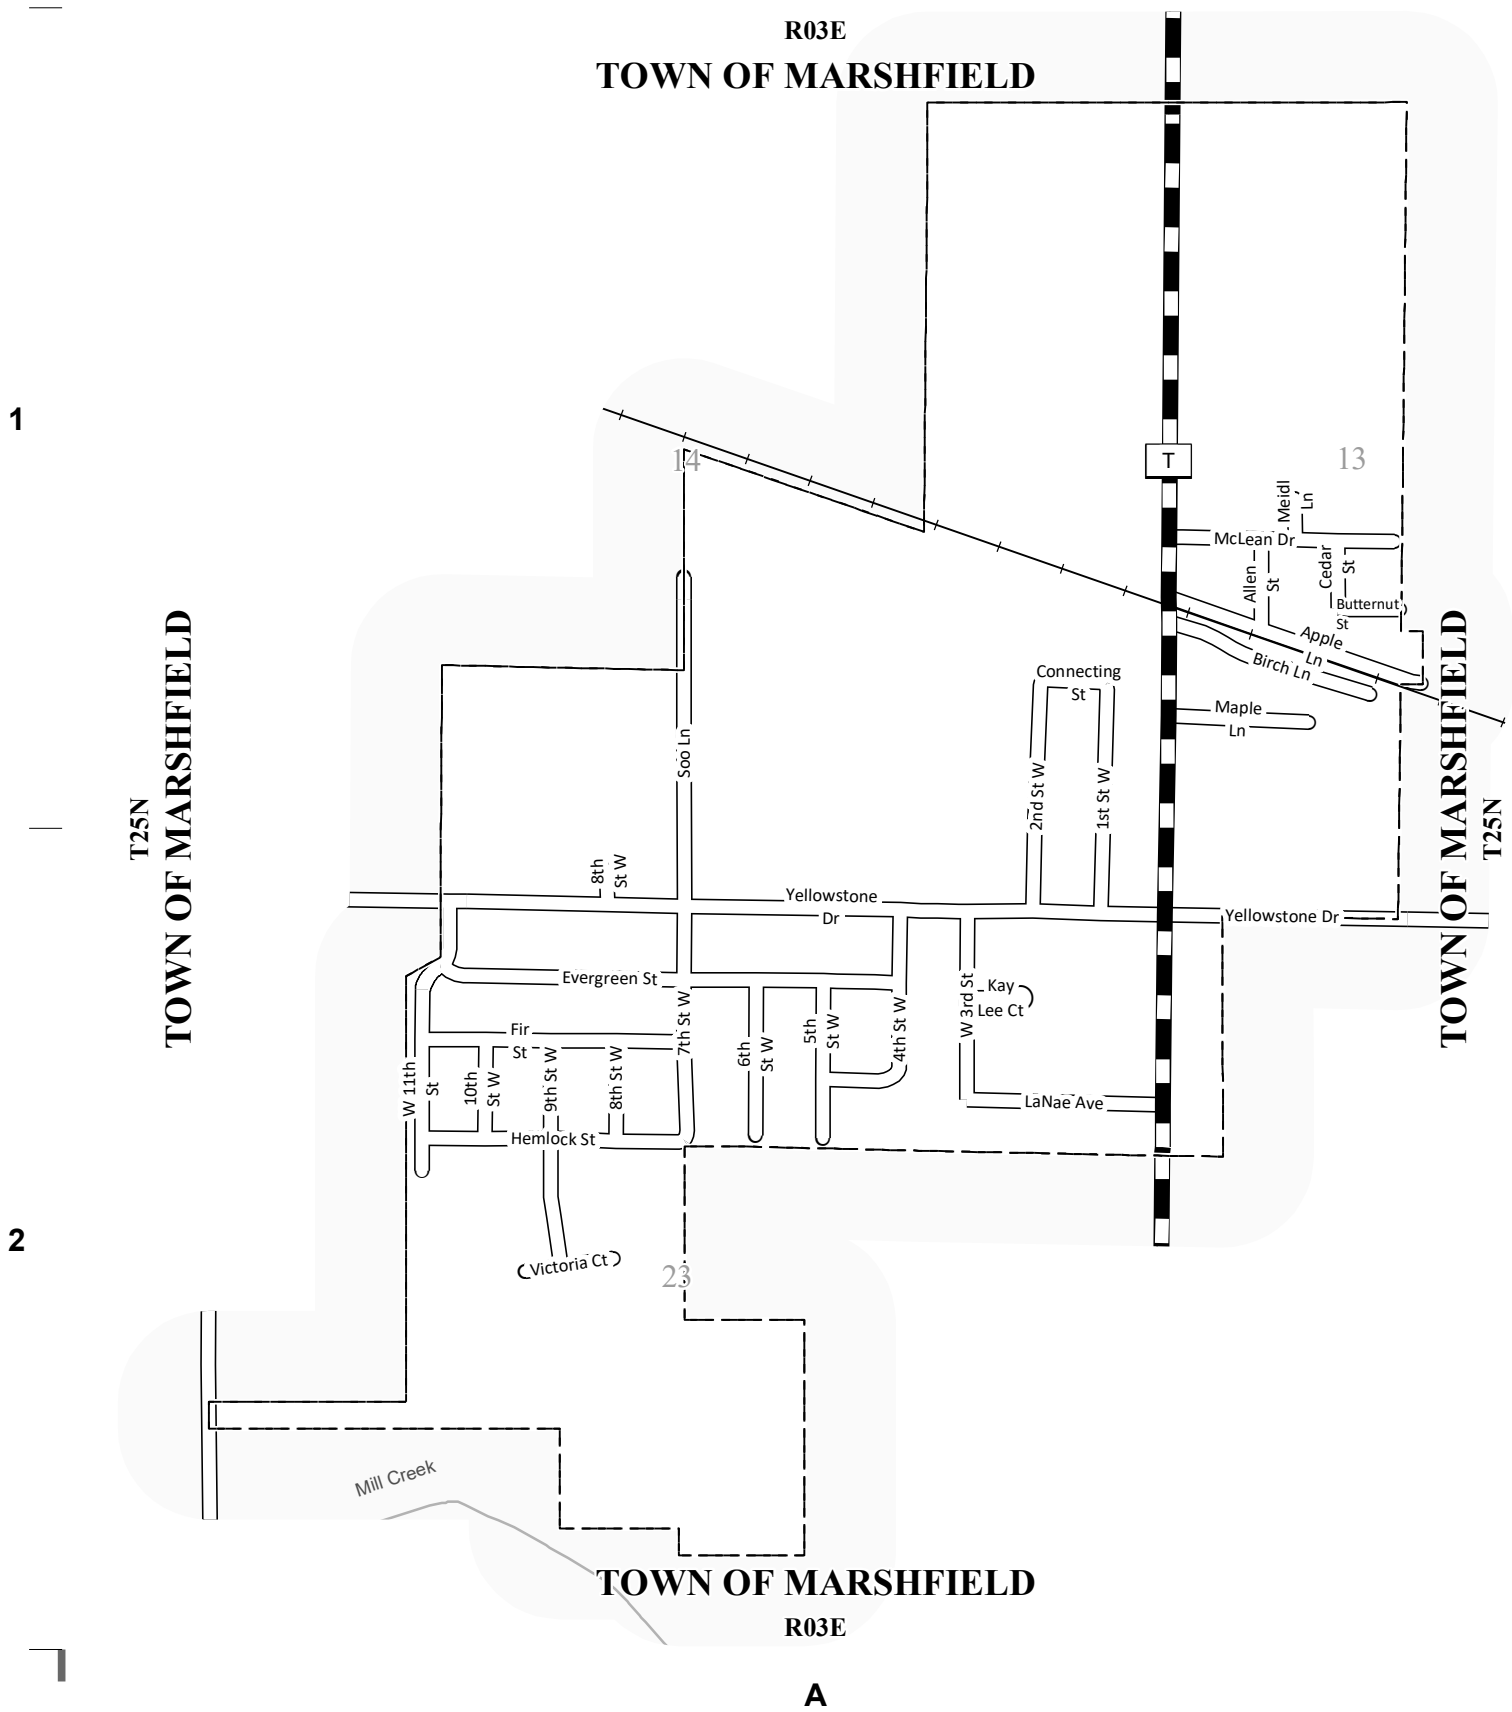 R03E
TOWN OF MARSHFIELD
1
14
T
13
Meidl
Ln
McLean Dr
Allen
St
Cedar
St
Butternut
St
Apple
Ln
Birch Ln
Maple
Ln
Connecting
St
T25N
TOWN OF MARSHFIELD
TOWN OF MARSHFIELD
T25N
Soo Ln
2nd St W
1st St W
8th
St W
Yellowstone
Dr
Yellowstone Dr
Evergreen St
Kay
Lee Ct
W 3rd St
Fir
St
7th St W
6th
St W
5th
St W
4th St W
W 11th
St
10th
St W
9th St W
8th St W
LaNae Ave
Hemlock St
2
Victoria Ct
23
Mill Creek
TOWN OF MARSHFIELD
R03E
A